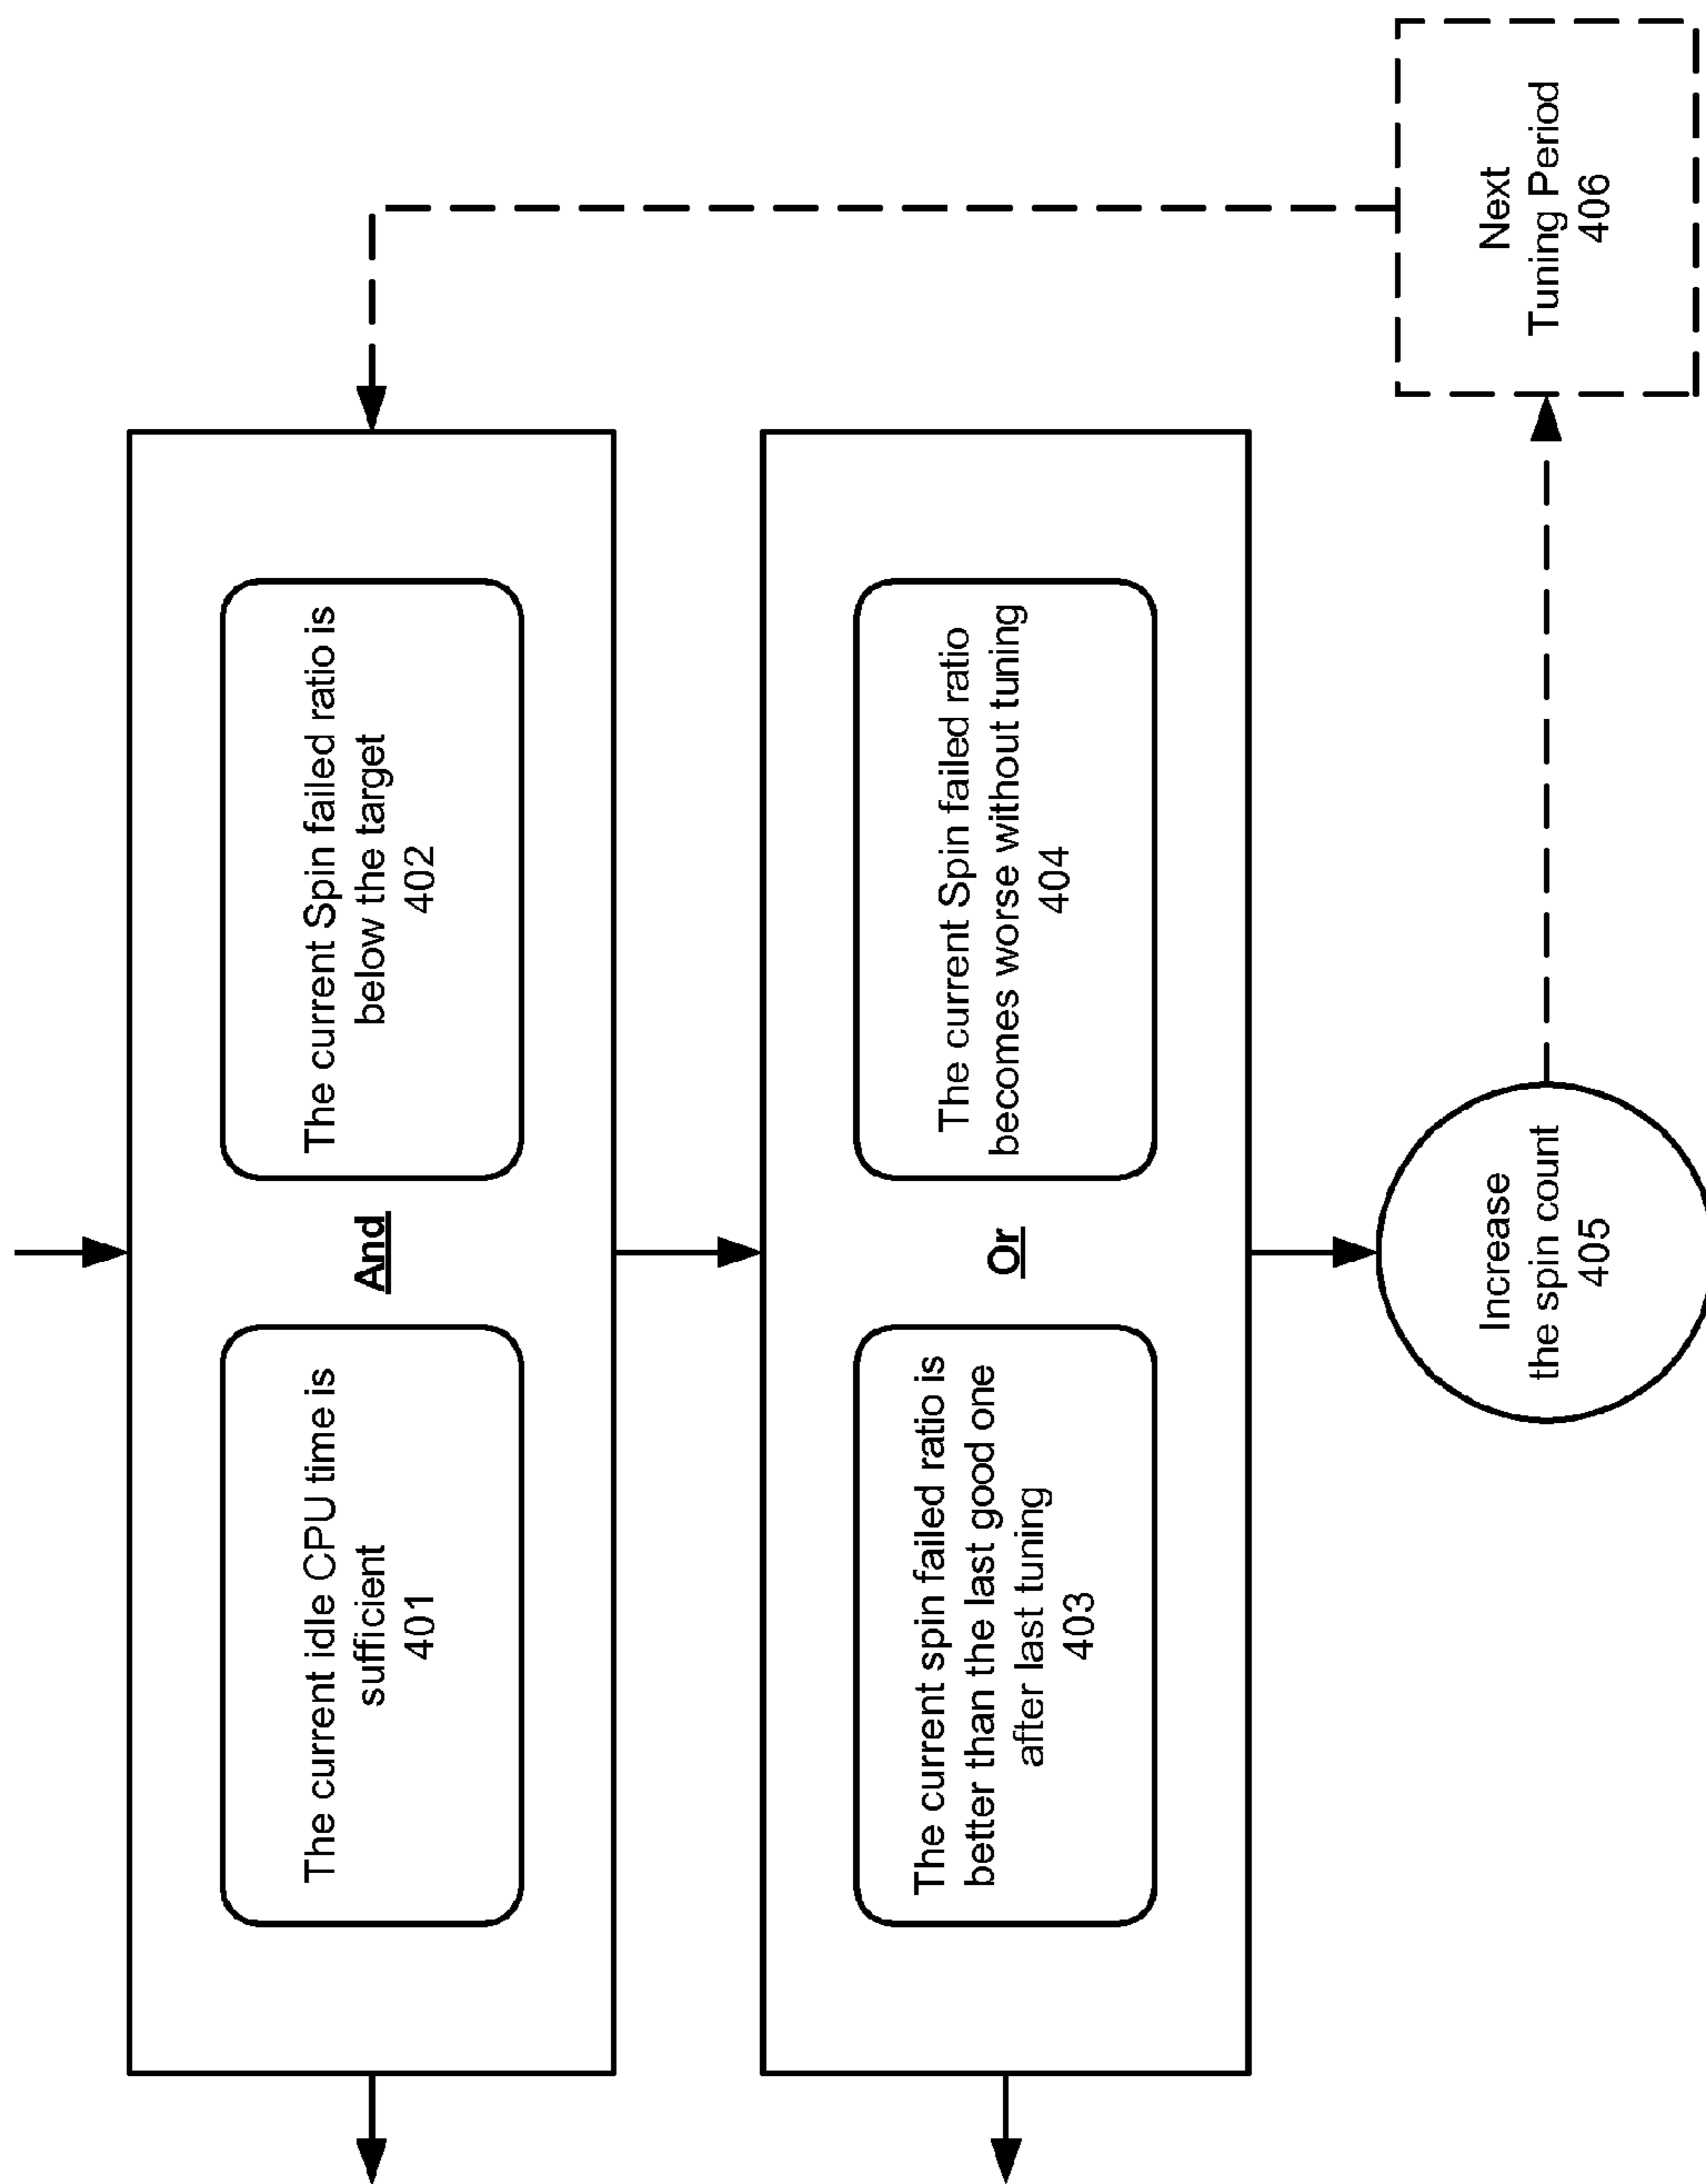 The current idle CPU time is
sufficient
401
And
The current Spin failed ratio is
below the target
402
The current spin failed ratio is
better than the last good one
after last tuning
403
Or
The current Spin failed ratio
becomes worse without tuning
404
Increase
the spin count
405
Next
Tuning Period
406